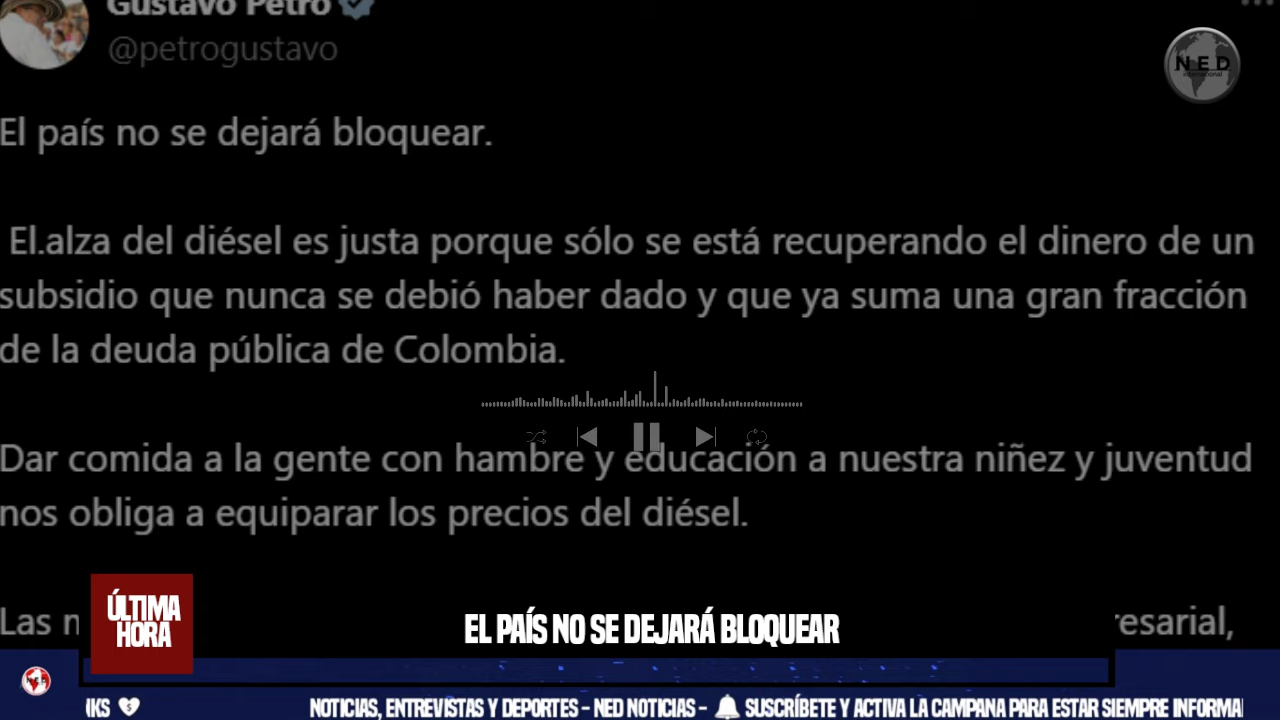 Gustavo Petro
@petrogustavo
NED
internacional
El país no se dejará bloquear.
El.alza del diésel es justa porque sólo se está recuperando el dinero de un
subsidio que nunca se debió haber dado y que ya suma una gran fracción
de la deuda pública de Colombia.
Dar comida a la gente con hambre y educación a nuestra niñez y juventud
nos obliga a equiparar los precios del diésel.
Las
ÚLTIMA
HORA
EL PAÍS NO SE DEJARÁ BLOQUEAR
NOTICIAS, ENTREVISTAS Y DEPORTES - NED NOTICIAS - 🔔 SUSCRÍBETE Y ACTIVA LA CAMPANA PARA ESTAR SIEMPRE